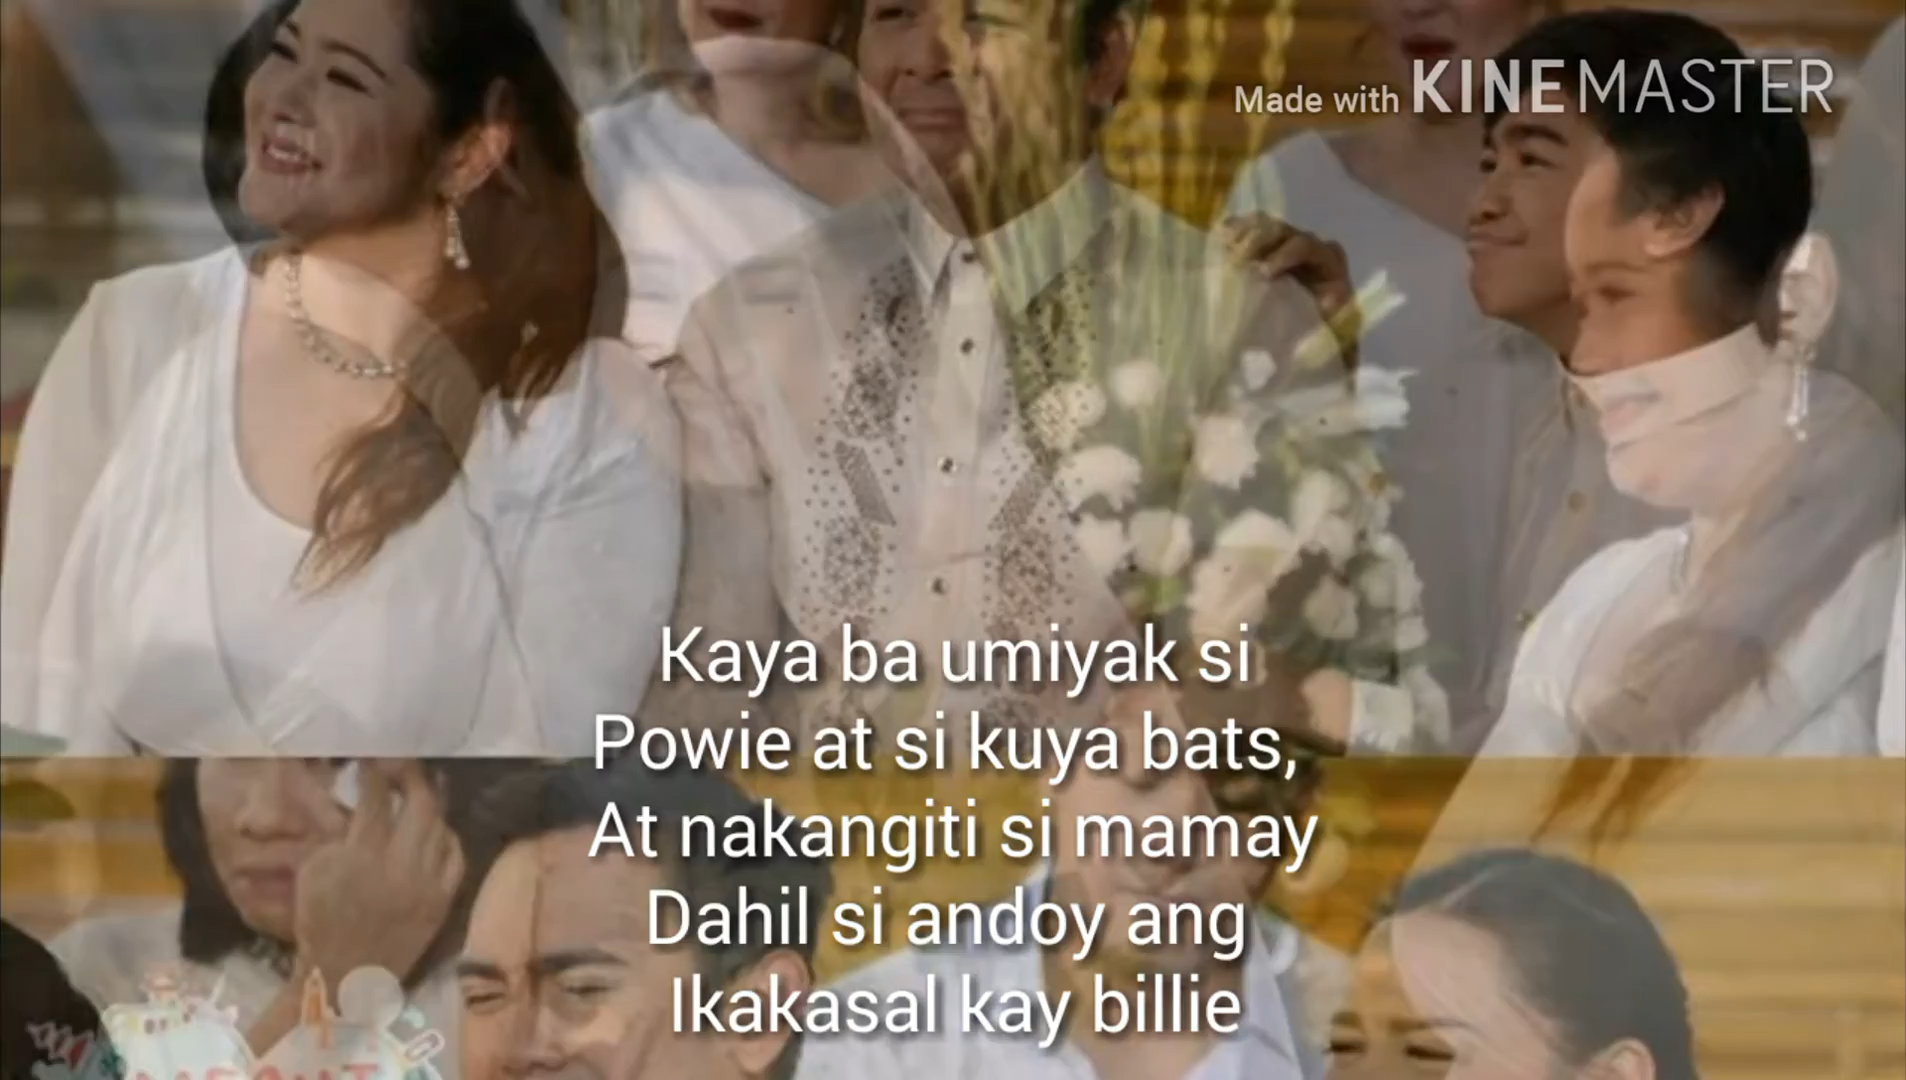 Made with KINEMASTER
Kaya ba umiyak si
Powie at si kuya bats,
At nakangiti si mamay
Dahil si andoy ang
Ikakasal kay billie